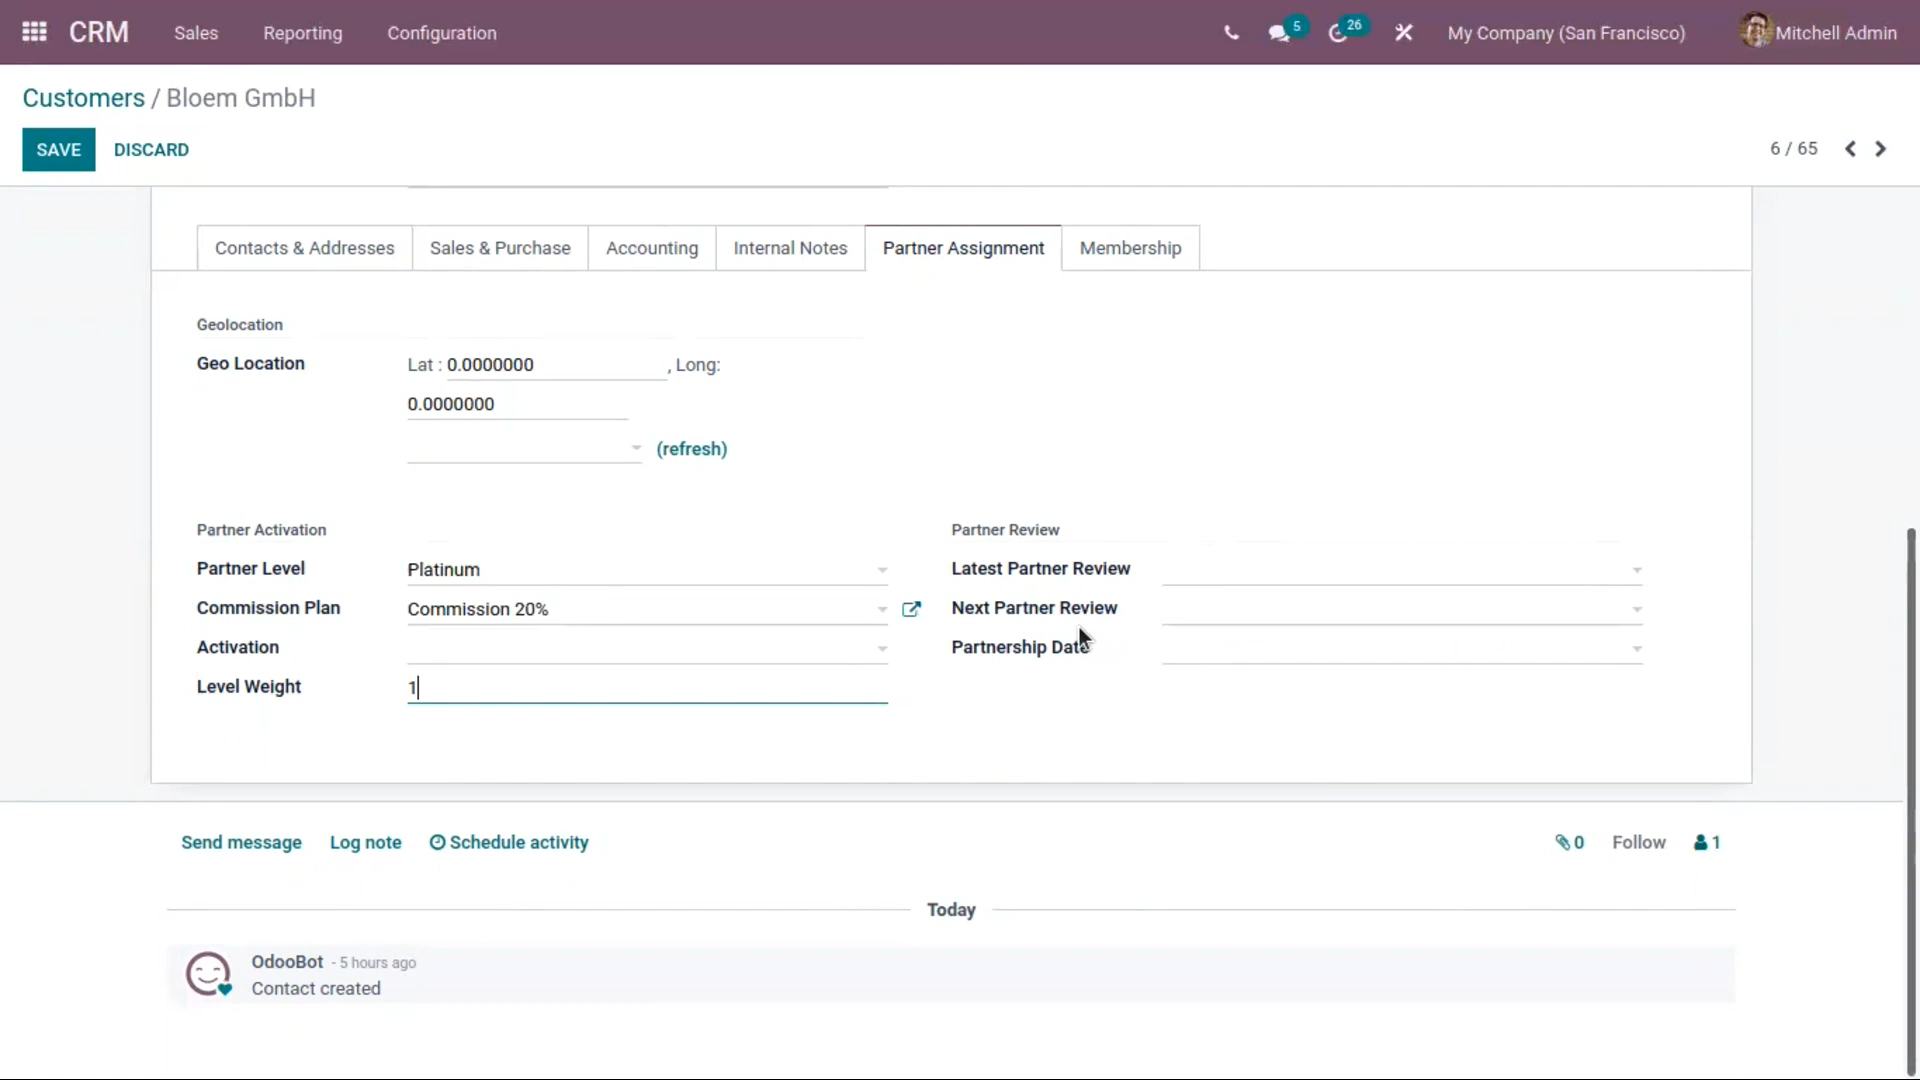 CRM Sales Reporting Configuration 5 26 My Company (San Francisco) Mitchell Admin
Customers / Bloem GmbH
SAVE DISCARD 6 / 65
Contacts & Addresses Sales & Purchase Accounting Internal Notes Partner Assignment Membership
Geolocation
Geo Location Lat : 0.0000000 , Long:
0.0000000
(refresh)
Partner Activation Partner Review
Partner Level Platinum Latest Partner Review
Commission Plan Commission 20% Next Partner Review
Activation Partnership Date
Level Weight 1
Send message Log note Schedule activity 0 Follow 1
Today
OdooBot - 5 hours ago
Contact created